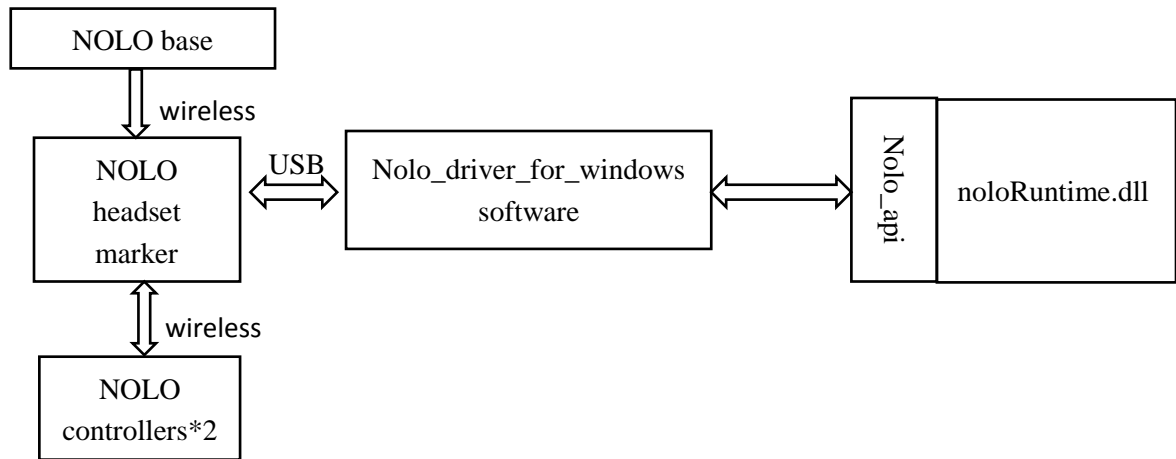 NOLO base
wireless
NOLO
headset
marker
USB
Nolo_driver_for_windows
software
Nolo_api
noloRuntime.dll
wireless
NOLO
controllers*2